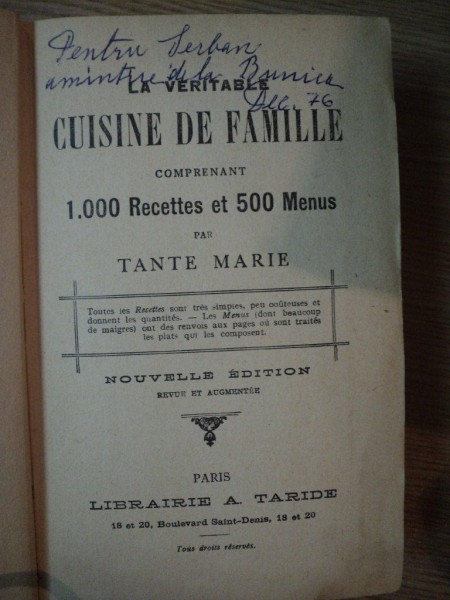 Pentru Serban
amintire de la Bunica
Dec. 76
LA VÉRITABLE
CUISINE DE FAMILLE
COMPRENANT
1.000 Recettes et 500 Menus
PAR
TANTE MARIE
Toutes les Recettes sont très simples, peu coûteuses et
donnent les quantités. — Les Menus (dont beaucoup
de maigres) ont des renvois aux pages où sont traités
les plats qui les composent.
NOUVELLE ÉDITION
REVUE ET AUGMENTÉE
PARIS
LIBRAIRIE A. TARIDE
18 et 20, Boulevard Saint-Denis, 18 et 20
Tous droits réservés.